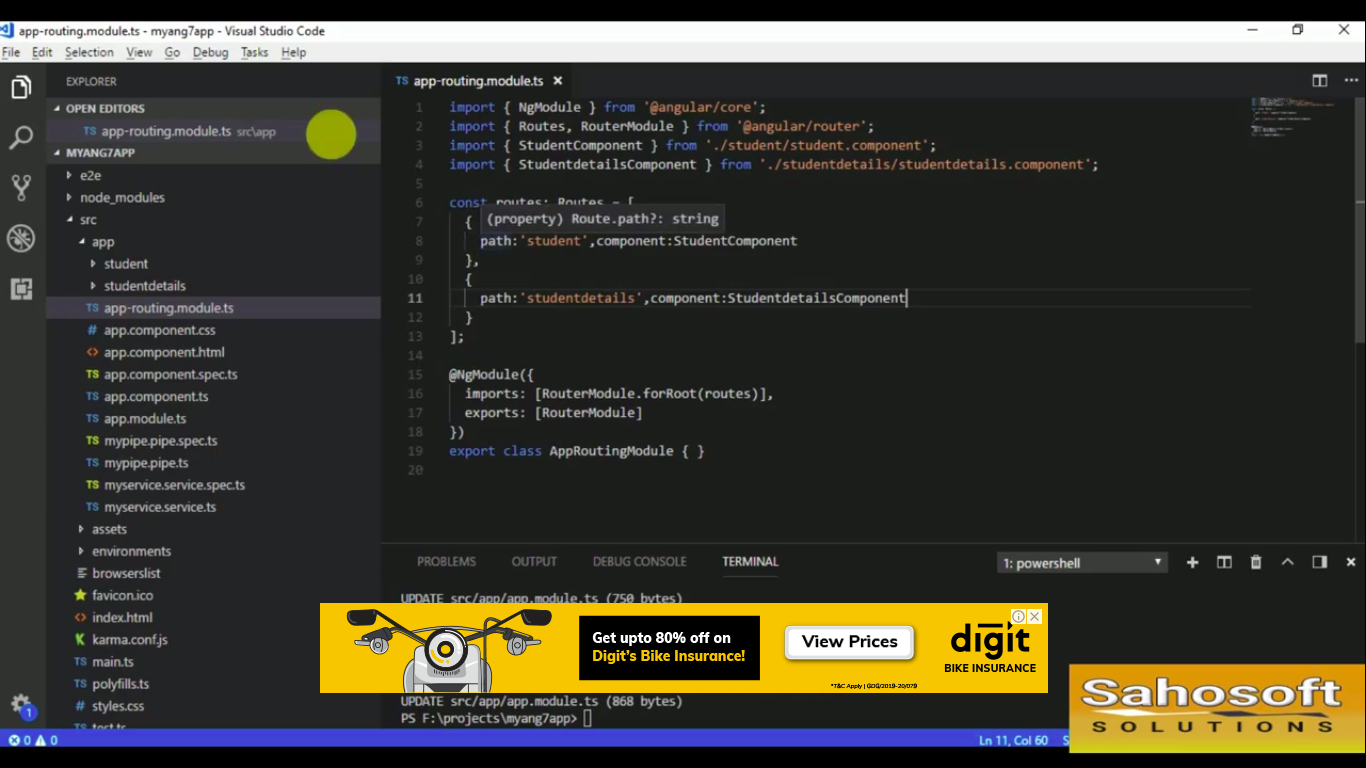 app-routing.module.ts - myang7app - Visual Studio Code
File Edit Selection View Go Debug Tasks Help
EXPLORER
OPEN EDITORS
TS app-routing.module.ts src\app
MYANG7APP
e2e
node_modules
src
app
student
studentdetails
TS app-routing.module.ts
# app.component.css
<> app.component.html
TS app.component.spec.ts
TS app.component.ts
TS app.module.ts
TS mypipe.pipe.spec.ts
TS mypipe.pipe.ts
TS myservice.service.spec.ts
TS myservice.service.ts
assets
environments
browserslist
favicon.ico
<> index.html
K karma.conf.js
TS main.ts
TS polyfills.ts
# styles.css
TS test.ts
1
0 0
TS app-routing.module.ts
1 import { NgModule } from '@angular/core';
2 import { Routes, RouterModule } from '@angular/router';
3 import { StudentComponent } from './student/student.component';
4 import { StudentdetailsComponent } from './studentdetails/studentdetails.component';
5
6 const routes: Routes = [
(property) Route.path?: string
7 {
8 path:'student',component:StudentComponent
9 },
10 {
11 path:'studentdetails',component:StudentdetailsComponent
12 }
13 ];
14
15 @NgModule({
16 imports: [RouterModule.forRoot(routes)],
17 exports: [RouterModule]
18 })
19 export class AppRoutingModule { }
20
PROBLEMS OUTPUT DEBUG CONSOLE TERMINAL 1: powershell
UPDATE src/app/app.module.ts (750 bytes)
Get upto 80% off on
Digit's Bike Insurance!
View Prices
*T&C Apply | GDG/2019-20/079
digit
BIKE INSURANCE
UPDATE src/app/app.module.ts (868 bytes)
PS F:\projects\myang7app>
Ln 11, Col 60
Sahosoft
SOLUTIONS